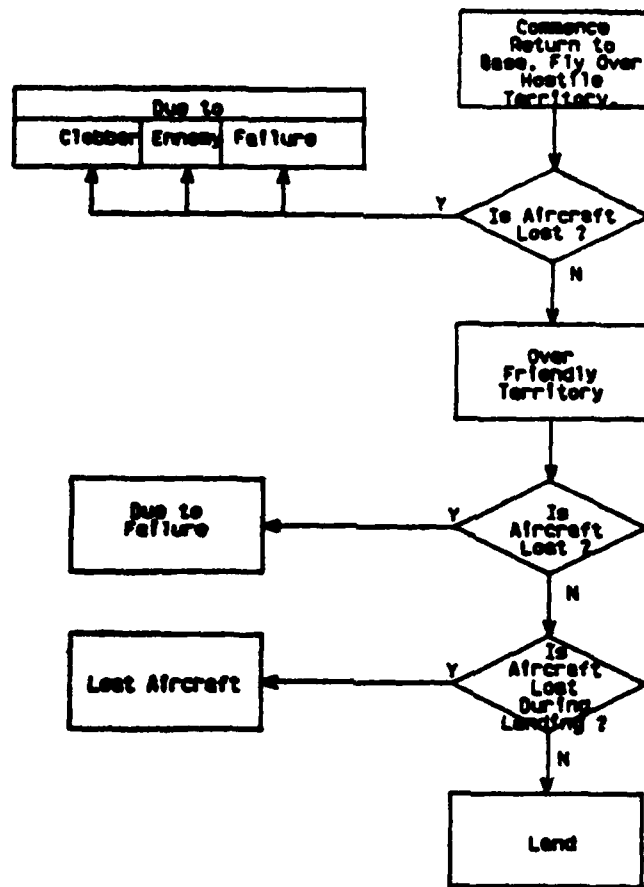 Commence
Return to
Base, Fly Over
Hostile
Territory.
Due to
Clobber Ennemy Failure
Y
Is Aircraft
Lost ?
N
Over
Friendly
Territory
Due to
Failure
Y
Is
Aircraft
Lost ?
N
Lost Aircraft
Y
Is
Aircraft
Lost
During
Landing ?
N
Land